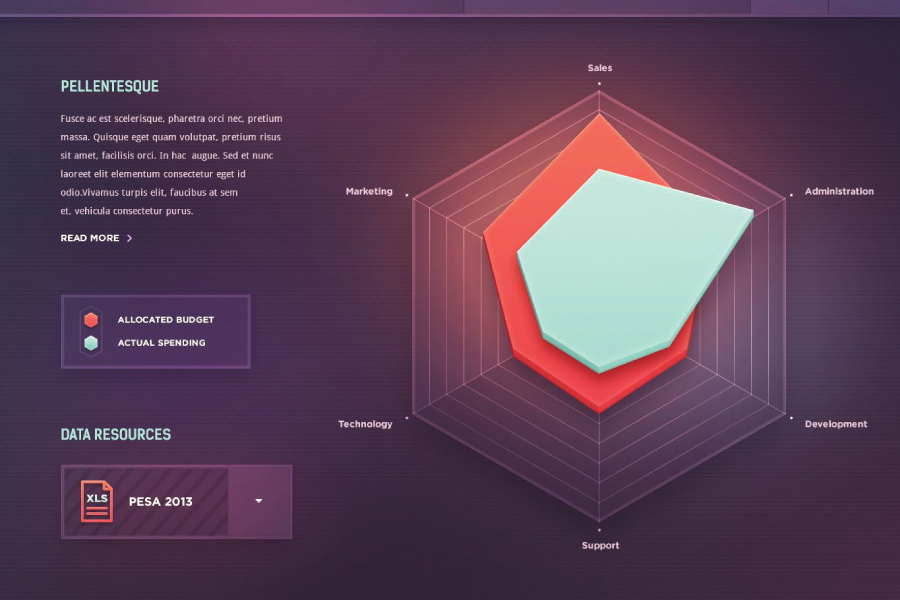 PELLENTESQUE
Fusce ac est scelerisque, pharetra orci nec, pretium
massa. Quisque eget quam volutpat, pretium risus
sit amet, facilisis orci. In hac augue. Sed et nunc
laoreet elit elementum consectetur eget id
odio.Vivamus turpis elit, faucibus at sem
et, vehicula consectetur purus.
READ MORE
ALLOCATED BUDGET
ACTUAL SPENDING
DATA RESOURCES
XLS
PESA 2013
Sales
Marketing
Administration
Technology
Development
Support